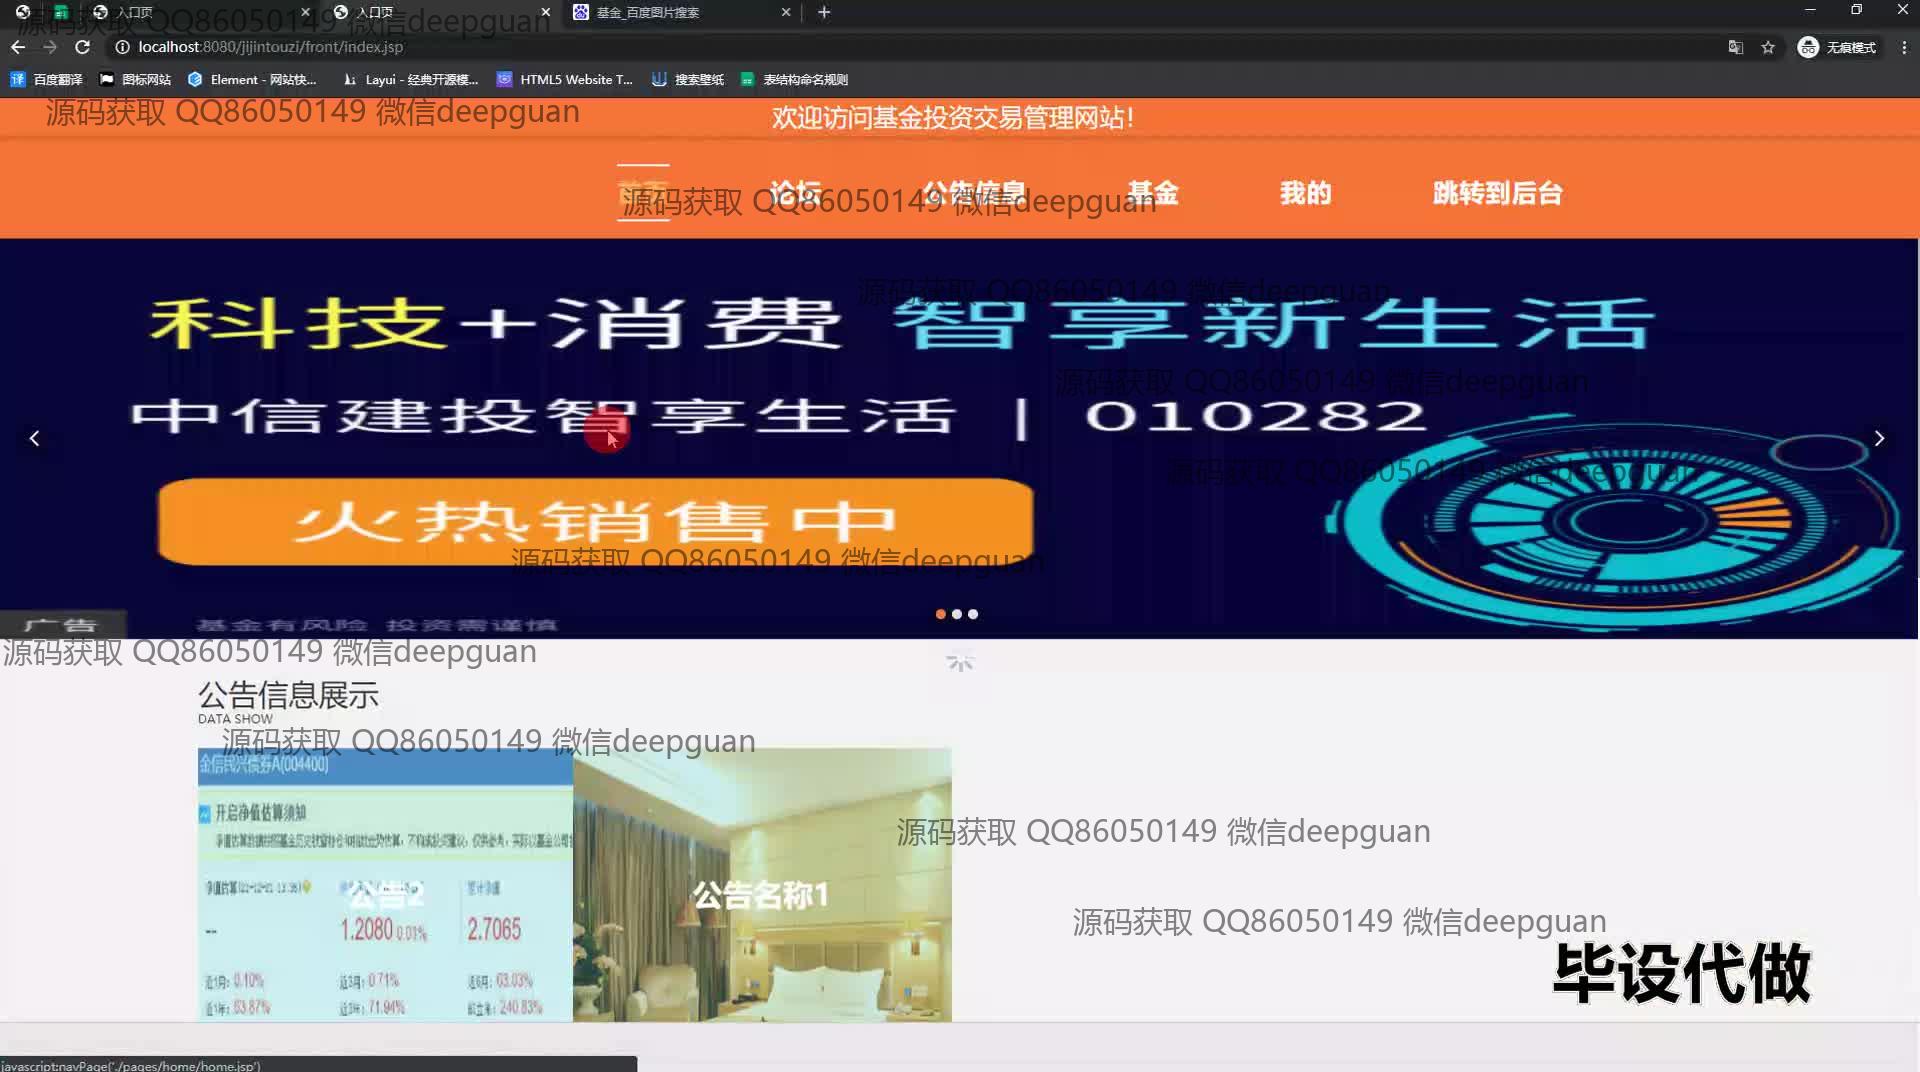 入口页
入口页
基金_百度图片搜索
源码获取 QQ86050149 微信deepguan
localhost:8080/jijintouzi/front/index.jsp
无痕模式
百度翻译
图标网站
Element - 网站快...
Layui - 经典开源模...
HTML5 Website T...
搜索壁纸
表结构命名规则
源码获取 QQ86050149 微信deepguan
欢迎访问基金投资交易管理网站!
首页 论坛 公告信息 基金 我的 跳转到后台
源码获取 QQ86050149 微信deepguan
源码获取 QQ86050149 微信deepguan
科技+消费 智享新生活
源码获取 QQ86050149 微信deepguan
中信建投智享生活 | 010282
源码获取 QQ86050149 微信deepguan
火热销售中
源码获取 QQ86050149 微信deepguan
广告 基金有风险 投资需谨慎
源码获取 QQ86050149 微信deepguan
公告信息展示
DATA SHOW
源码获取 QQ86050149 微信deepguan
金信民兴债券A(004400)
开启净值估算须知
源码获取 QQ86050149 微信deepguan
净值估算(21-12-21 13:36)
累计净值
公告2
公告名称1
--
1.2080 0.01%
2.7065
源码获取 QQ86050149 微信deepguan
近1月: 0.10%
近3月: 0.71%
近6月: 63.03%
近1年: 63.87%
近3年: 71.94%
成立来: 240.83%
毕设代做
javascript:navPage('./pages/home/home.jsp')